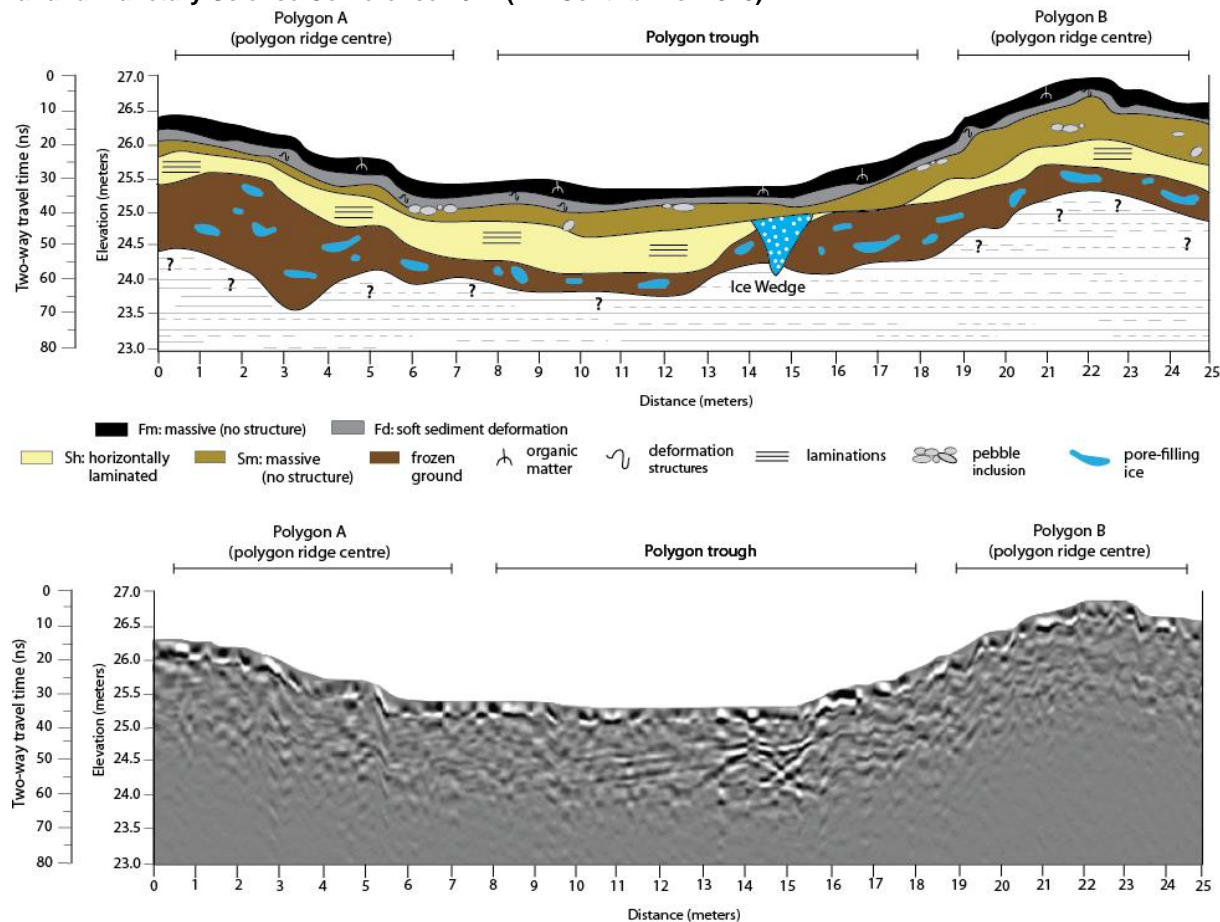 and Planetary Science Conference
Polygon A
(polygon ridge centre)
Polygon trough
Polygon B
(polygon ridge centre)
Two-way travel time (ns)
0
10
20
30
40
50
60
70
80
Elevation (meters)
27.0
26.5
26.0
25.5
25.0
24.5
24.0
23.5
23.0
? ? ? ? ? ? ? ? ?
Ice Wedge
0 1 2 3 4 5 6 7 8 9 10 11 12 13 14 15 16 17 18 19 20 21 22 23 24 25
Distance (meters)
Fm: massive (no structure)
Fd: soft sediment deformation
Sh: horizontally
laminated
Sm: massive
(no structure)
frozen
ground
organic
matter
deformation
structures
laminations
pebble
inclusion
pore-filling
ice
Polygon A
(polygon ridge centre)
Polygon trough
Polygon B
(polygon ridge centre)
Two-way travel time (ns)
0
10
20
30
40
50
60
70
80
Elevation (meters)
27.0
26.5
26.0
25.5
25.0
24.5
24.0
23.5
23.0
0 1 2 3 4 5 6 7 8 9 10 11 12 13 14 15 16 17 18 19 20 21 22 23 24 25
Distance (meters)